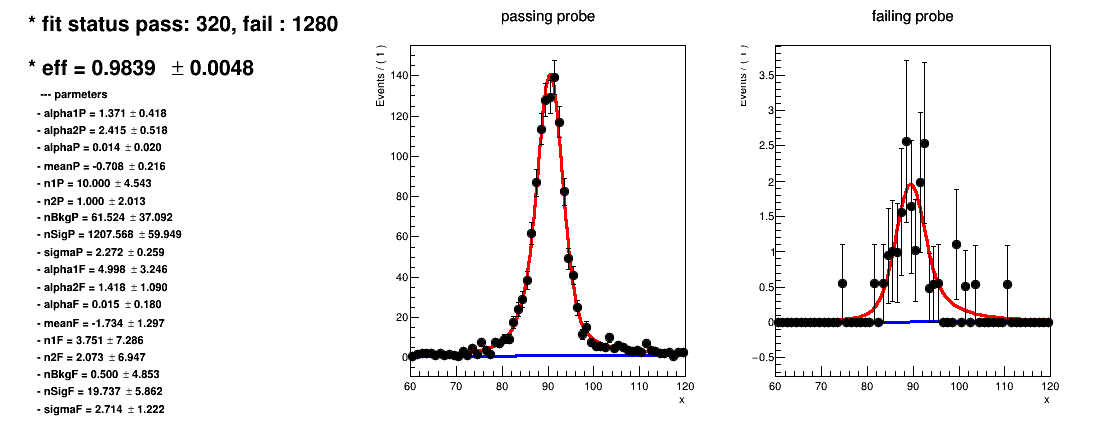 * fit status pass: 320, fail : 1280
* eff = 0.9839 ± 0.0048
--- parmeters
- alpha1P = 1.371 ± 0.418
- alpha2P = 2.415 ± 0.518
- alphaP = 0.014 ± 0.020
- meanP = -0.708 ± 0.216
- n1P = 10.000 ± 4.543
- n2P = 1.000 ± 2.013
- nBkgP = 61.524 ± 37.092
- nSigP = 1207.568 ± 59.949
- sigmaP = 2.272 ± 0.259
- alpha1F = 4.998 ± 3.246
- alpha2F = 1.418 ± 1.090
- alphaF = 0.015 ± 0.180
- meanF = -1.734 ± 1.297
- n1F = 3.751 ± 7.286
- n2F = 2.073 ± 6.947
- nBkgF = 0.500 ± 4.853
- nSigF = 19.737 ± 5.862
- sigmaF = 2.714 ± 1.222
passing probe
Events / ( 1 )
140
120
100
80
60
40
20
0
60 70 80 90 100 110 120
x
failing probe
Events / ( 1 )
3.5
3
2.5
2
1.5
1
0.5
0
−0.5
60 70 80 90 100 110 120
x